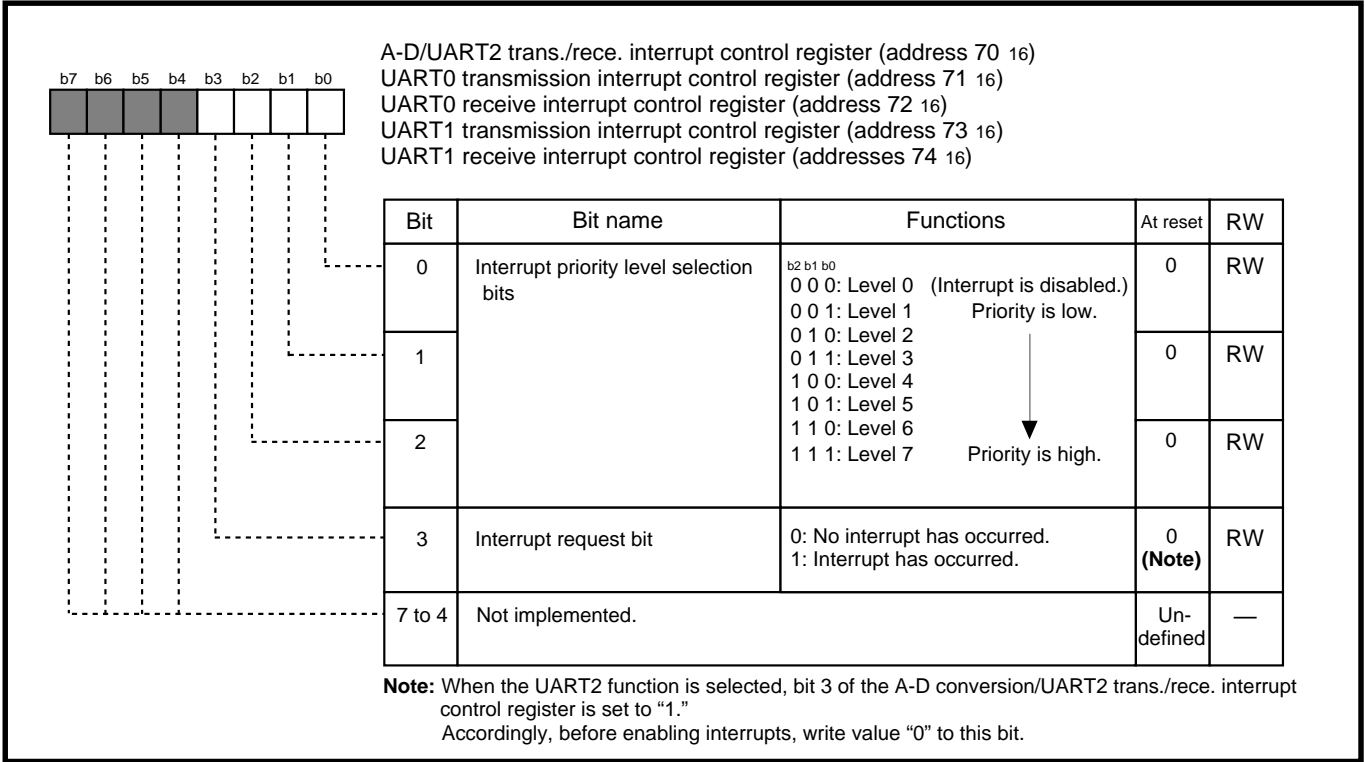 A-D/UART2 trans./rece. interrupt control register (address 70 16)
UART0 transmission interrupt control register (address 71 16)
UART0 receive interrupt control register (address 72 16)
UART1 transmission interrupt control register (address 73 16)
UART1 receive interrupt control register (addresses 74 16)
b7 b6 b5 b4 b3 b2 b1 b0
Bit Bit name Functions At reset RW
0 Interrupt priority level selection bits
b2 b1 b0
0 0 0: Level 0 (Interrupt is disabled.)
0 0 1: Level 1 Priority is low.
0 1 0: Level 2
0 1 1: Level 3
1 0 0: Level 4
1 0 1: Level 5
1 1 0: Level 6
1 1 1: Level 7 Priority is high.
0 RW
1 0 RW
2 0 RW
3 Interrupt request bit
0: No interrupt has occurred.
1: Interrupt has occurred.
0 RW
(Note)
7 to 4 Not implemented. Un- —
defined
Note: When the UART2 function is selected, bit 3 of the A-D conversion/UART2 trans./rece. interrupt
control register is set to “1.”
Accordingly, before enabling interrupts, write value “0” to this bit.